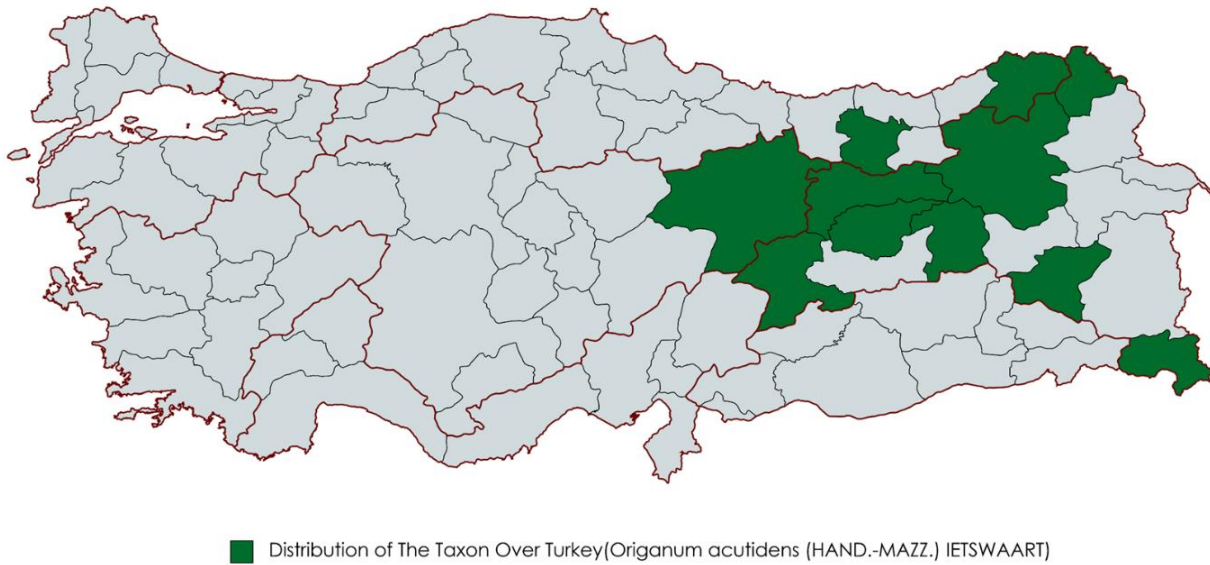 Distribution of The Taxon Over Turkey(Origanum acutidens (HAND.-MAZZ.) IETSWAART)